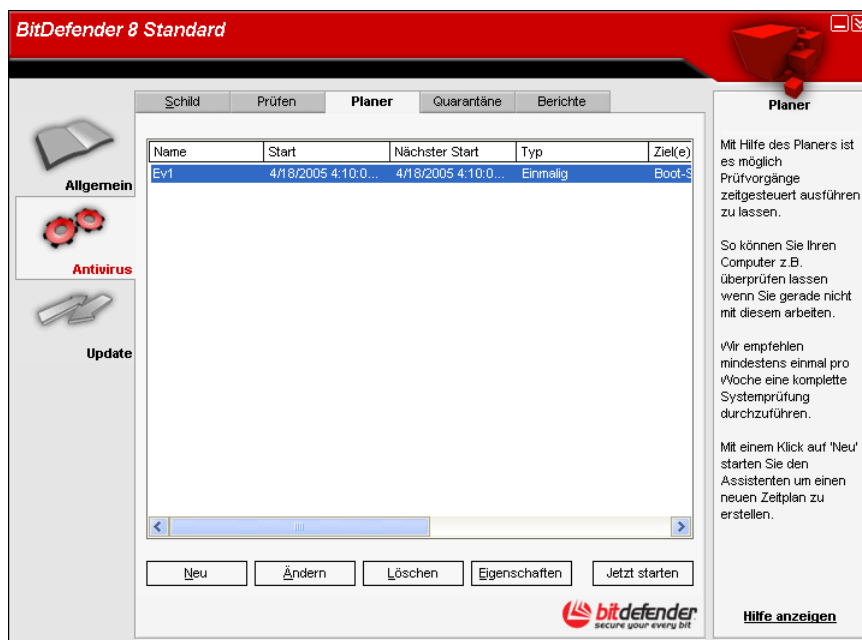 BitDefender 8 Standard
Schild Prüfen Planer Quarantäne Berichte
Allgemein
Antivirus
Update
Name Start Nächster Start Typ Ziel(e)
Ev1 4/18/2005 4:10:0... 4/18/2005 4:10:0... Einmalig Boot-S
Neu Ändern Löschen Eigenschaften Jetzt starten
bitdefender
secure your every bit
Planer
Mit Hilfe des Planers ist
es möglich
Prüfvorgänge
zeitgesteuert ausführen
zu lassen.
So können Sie Ihren
Computer z.B.
überprüfen lassen
wenn Sie gerade nicht
mit diesem arbeiten.
Wir empfehlen
mindestens einmal pro
Woche eine komplette
Systemprüfung
durchzuführen.
Mit einem Klick auf 'Neu'
starten Sie den
Assistenten um einen
neuen Zeitplan zu
erstellen.
Hilfe anzeigen